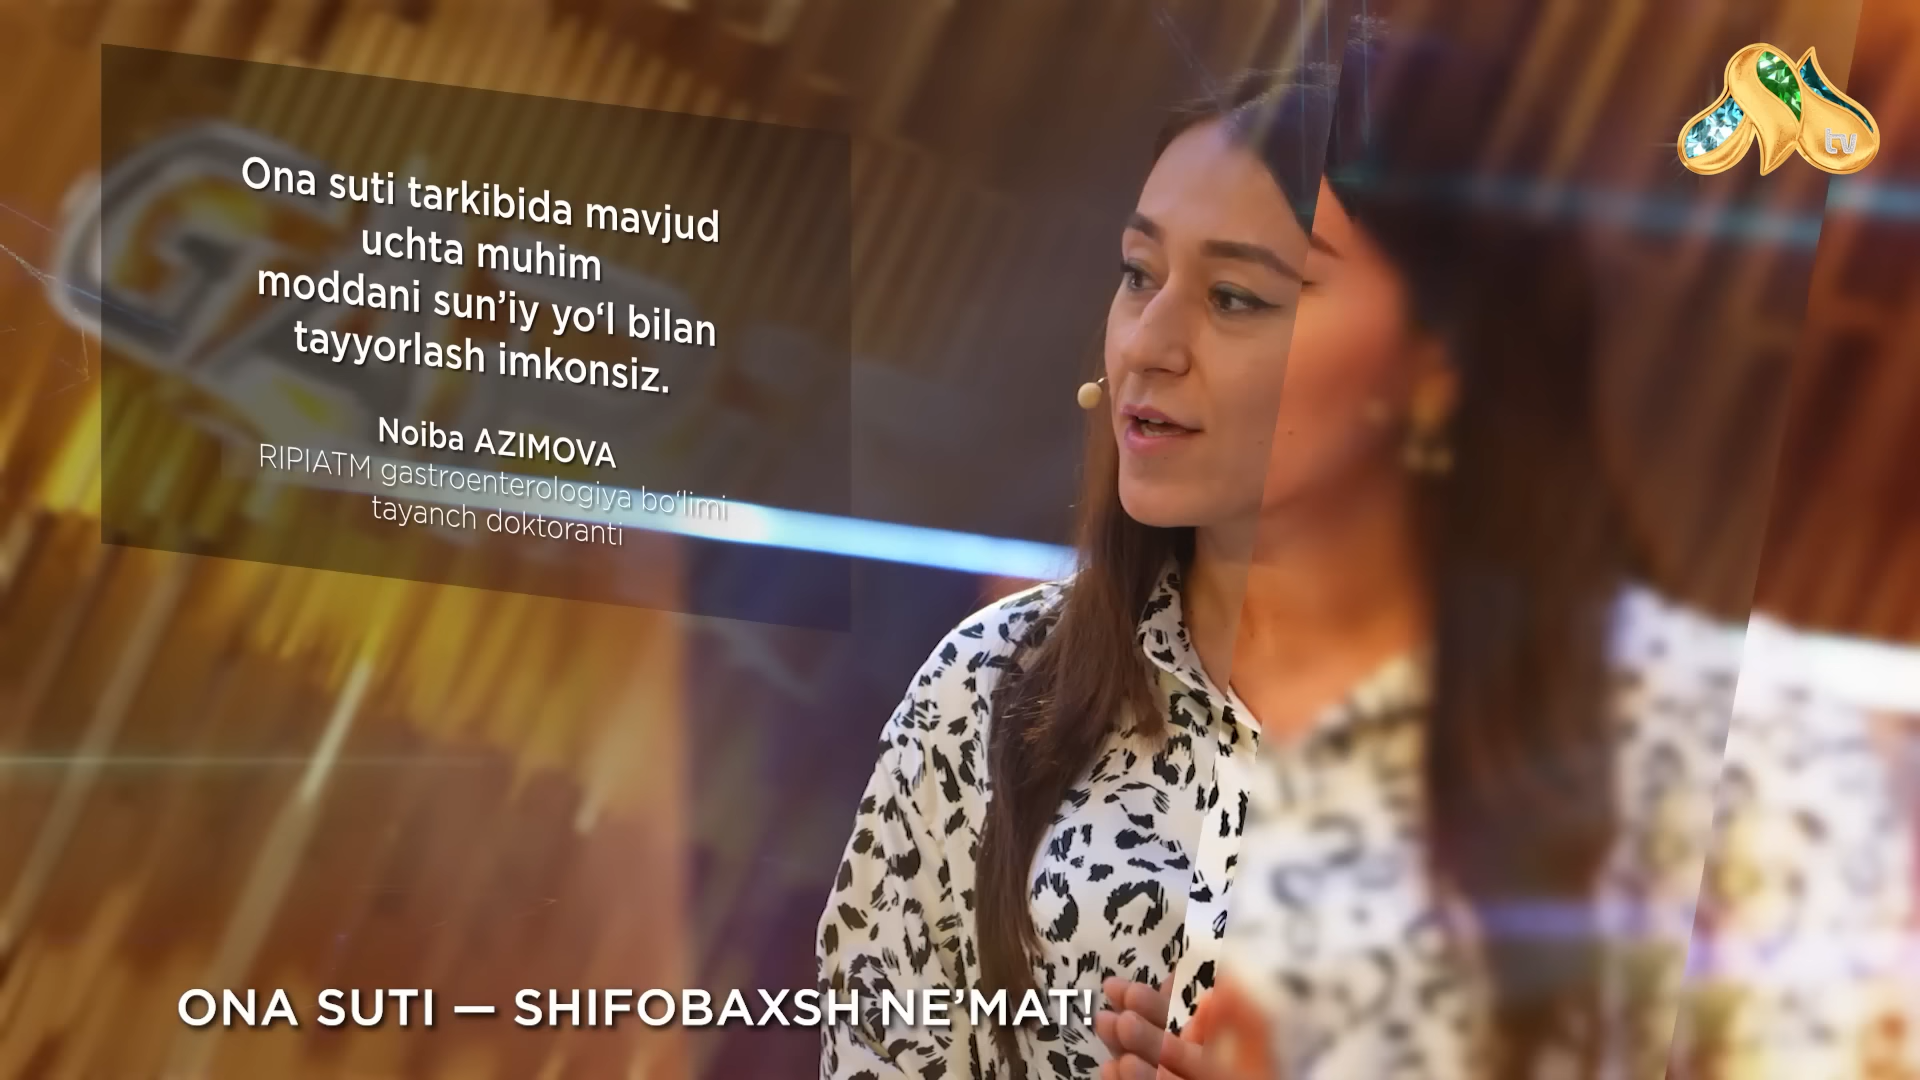 Ona suti tarkibida mavjud
uchta muhim
moddani sun’iy yo‘l bilan
tayyorlash imkonsiz.
Noiba AZIMOVA
RIPIATM gastroenterologiya bo‘limi
tayanch doktoranti
ONA SUTI — SHIFOBAXSH NE’MAT!
tv